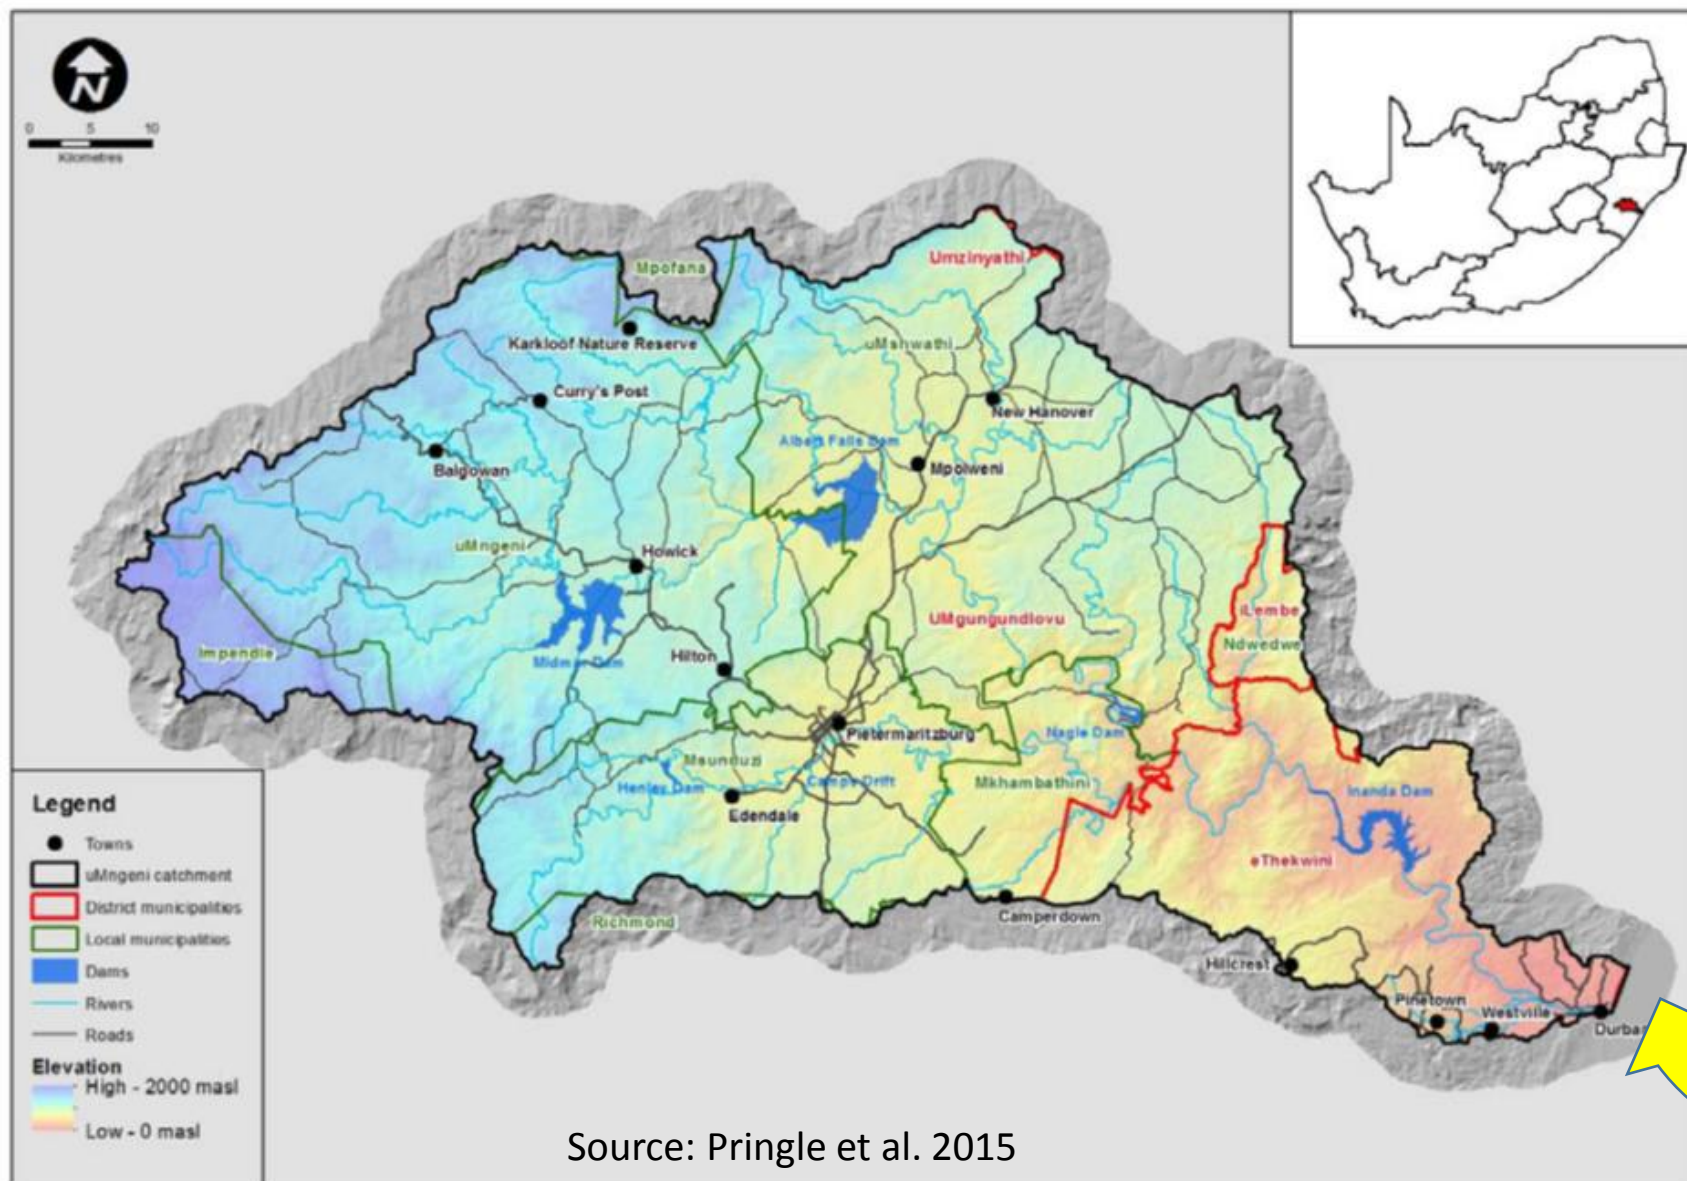 N
0 5 10
Kilometres
Umzinyathi
Mpofana
Karkloof Nature Reserve
uMshwathi
Curry's Post
New Hanover
Albert Falls Dam
Balgowan
Mpolweni
uMngeni
Howick
iLembe
UMgungundlovu
Ndwedwe
Impendle
Midmar Dam
Hilton
Pietermaritzburg
Nagle Dam
Msunduzi
Henley Dam
Camps Drift
Mkhambathini
Inanda Dam
Edendale
eThekwini
Camperdown
Richmond
Hillcrest
Pinetown
Westville
Durba
Legend
Towns
uMngeni catchment
District municipalities
Local municipalities
Dams
Rivers
Roads
Elevation
High - 2000 masl
Low - 0 masl
Source: Pringle et al. 2015